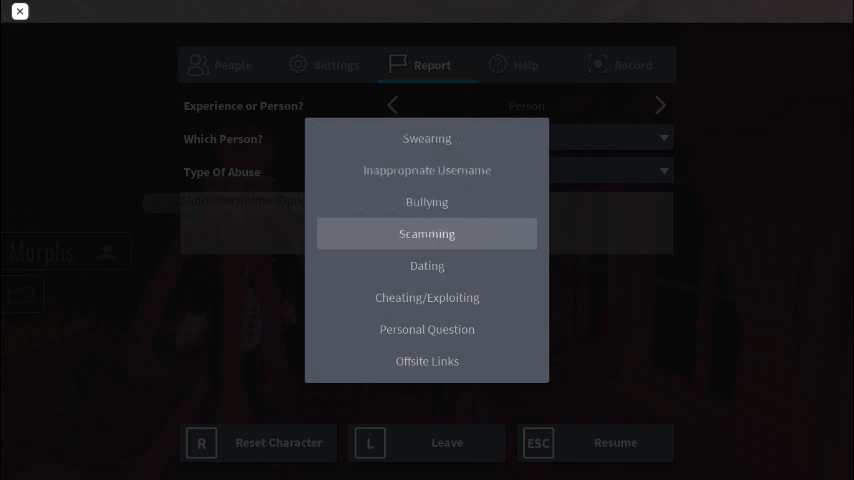 People Settings Report Help Record
Experience or Person? Person
Which Person?
Type Of Abuse
Swearing
Inappropriate Username
Bullying
Scamming
Dating
Cheating/Exploiting
Personal Question
Offsite Links
Morphs
R Reset Character L Leave ESC Resume